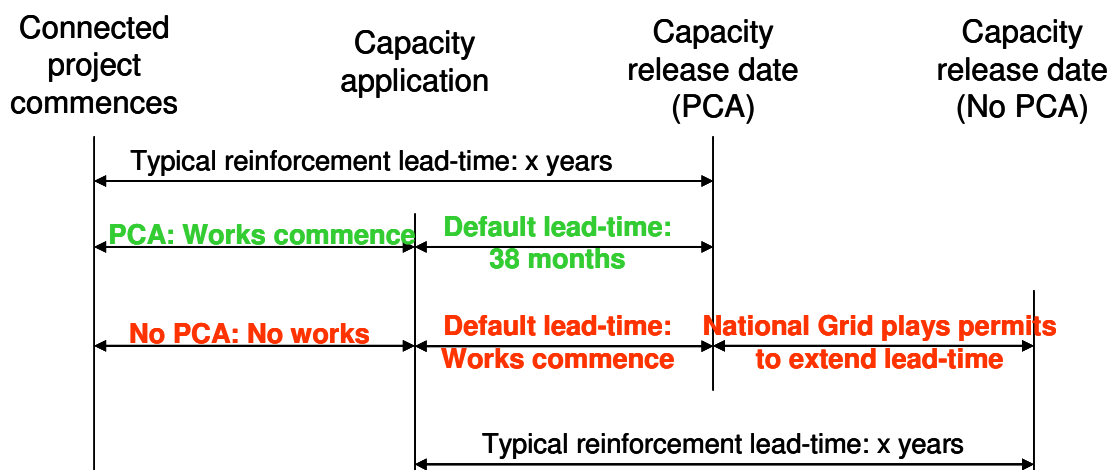 Connected
project
commences
Capacity
application
Capacity
release date
(PCA)
Capacity
release date
(No PCA)
Typical reinforcement lead-time: x years
PCA: Works commence
Default lead-time:
38 months
No PCA: No works
Default lead-time:
Works commence
National Grid plays permits
to extend lead-time
Typical reinforcement lead-time: x years